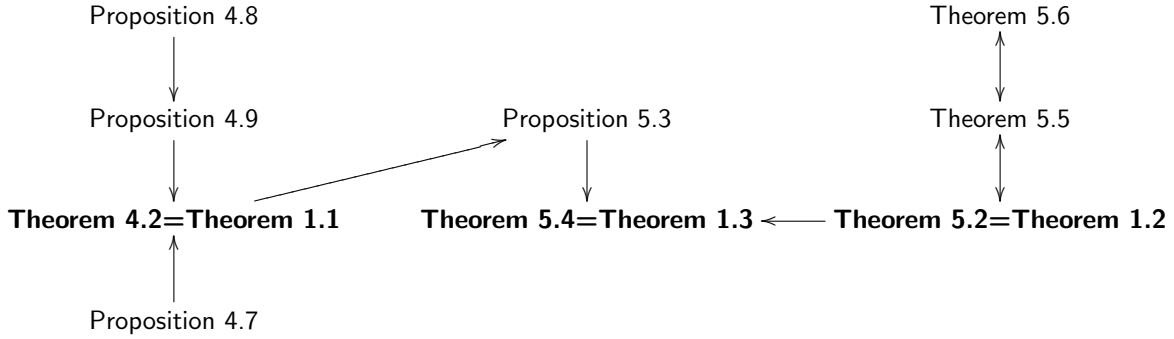 Proposition 4.8
Theorem 5.6
Proposition 4.9
Proposition 5.3
Theorem 5.5
Theorem 4.2=Theorem 1.1
Theorem 5.4=Theorem 1.3
Theorem 5.2=Theorem 1.2
Proposition 4.7